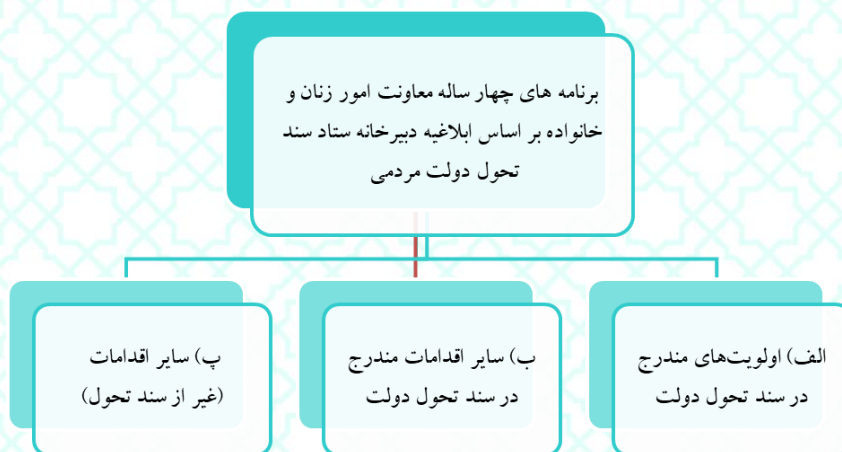 برنامه های چهار ساله معاونت امور زنان و
خانواده بر اساس ابلاغیه دبیرخانه ستاد سند
تحول دولت مردمی
الف) اولویت‌های مندرج
در سند تحول دولت
ب) سایر اقدامات مندرج
در سند تحول دولت
پ) سایر اقدامات
(غیر از سند تحول)